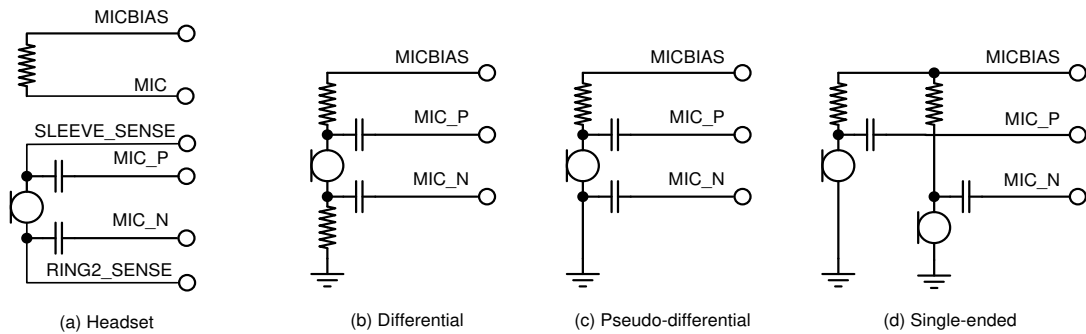 MICBIAS
MIC
SLEEVE_SENSE
MIC_P
MIC_N
RING2_SENSE
(a) Headset
MICBIAS
MIC_P
MIC_N
(b) Differential
MICBIAS
MIC_P
MIC_N
(c) Pseudo-differential
MICBIAS
MIC_P
MIC_N
(d) Single-ended